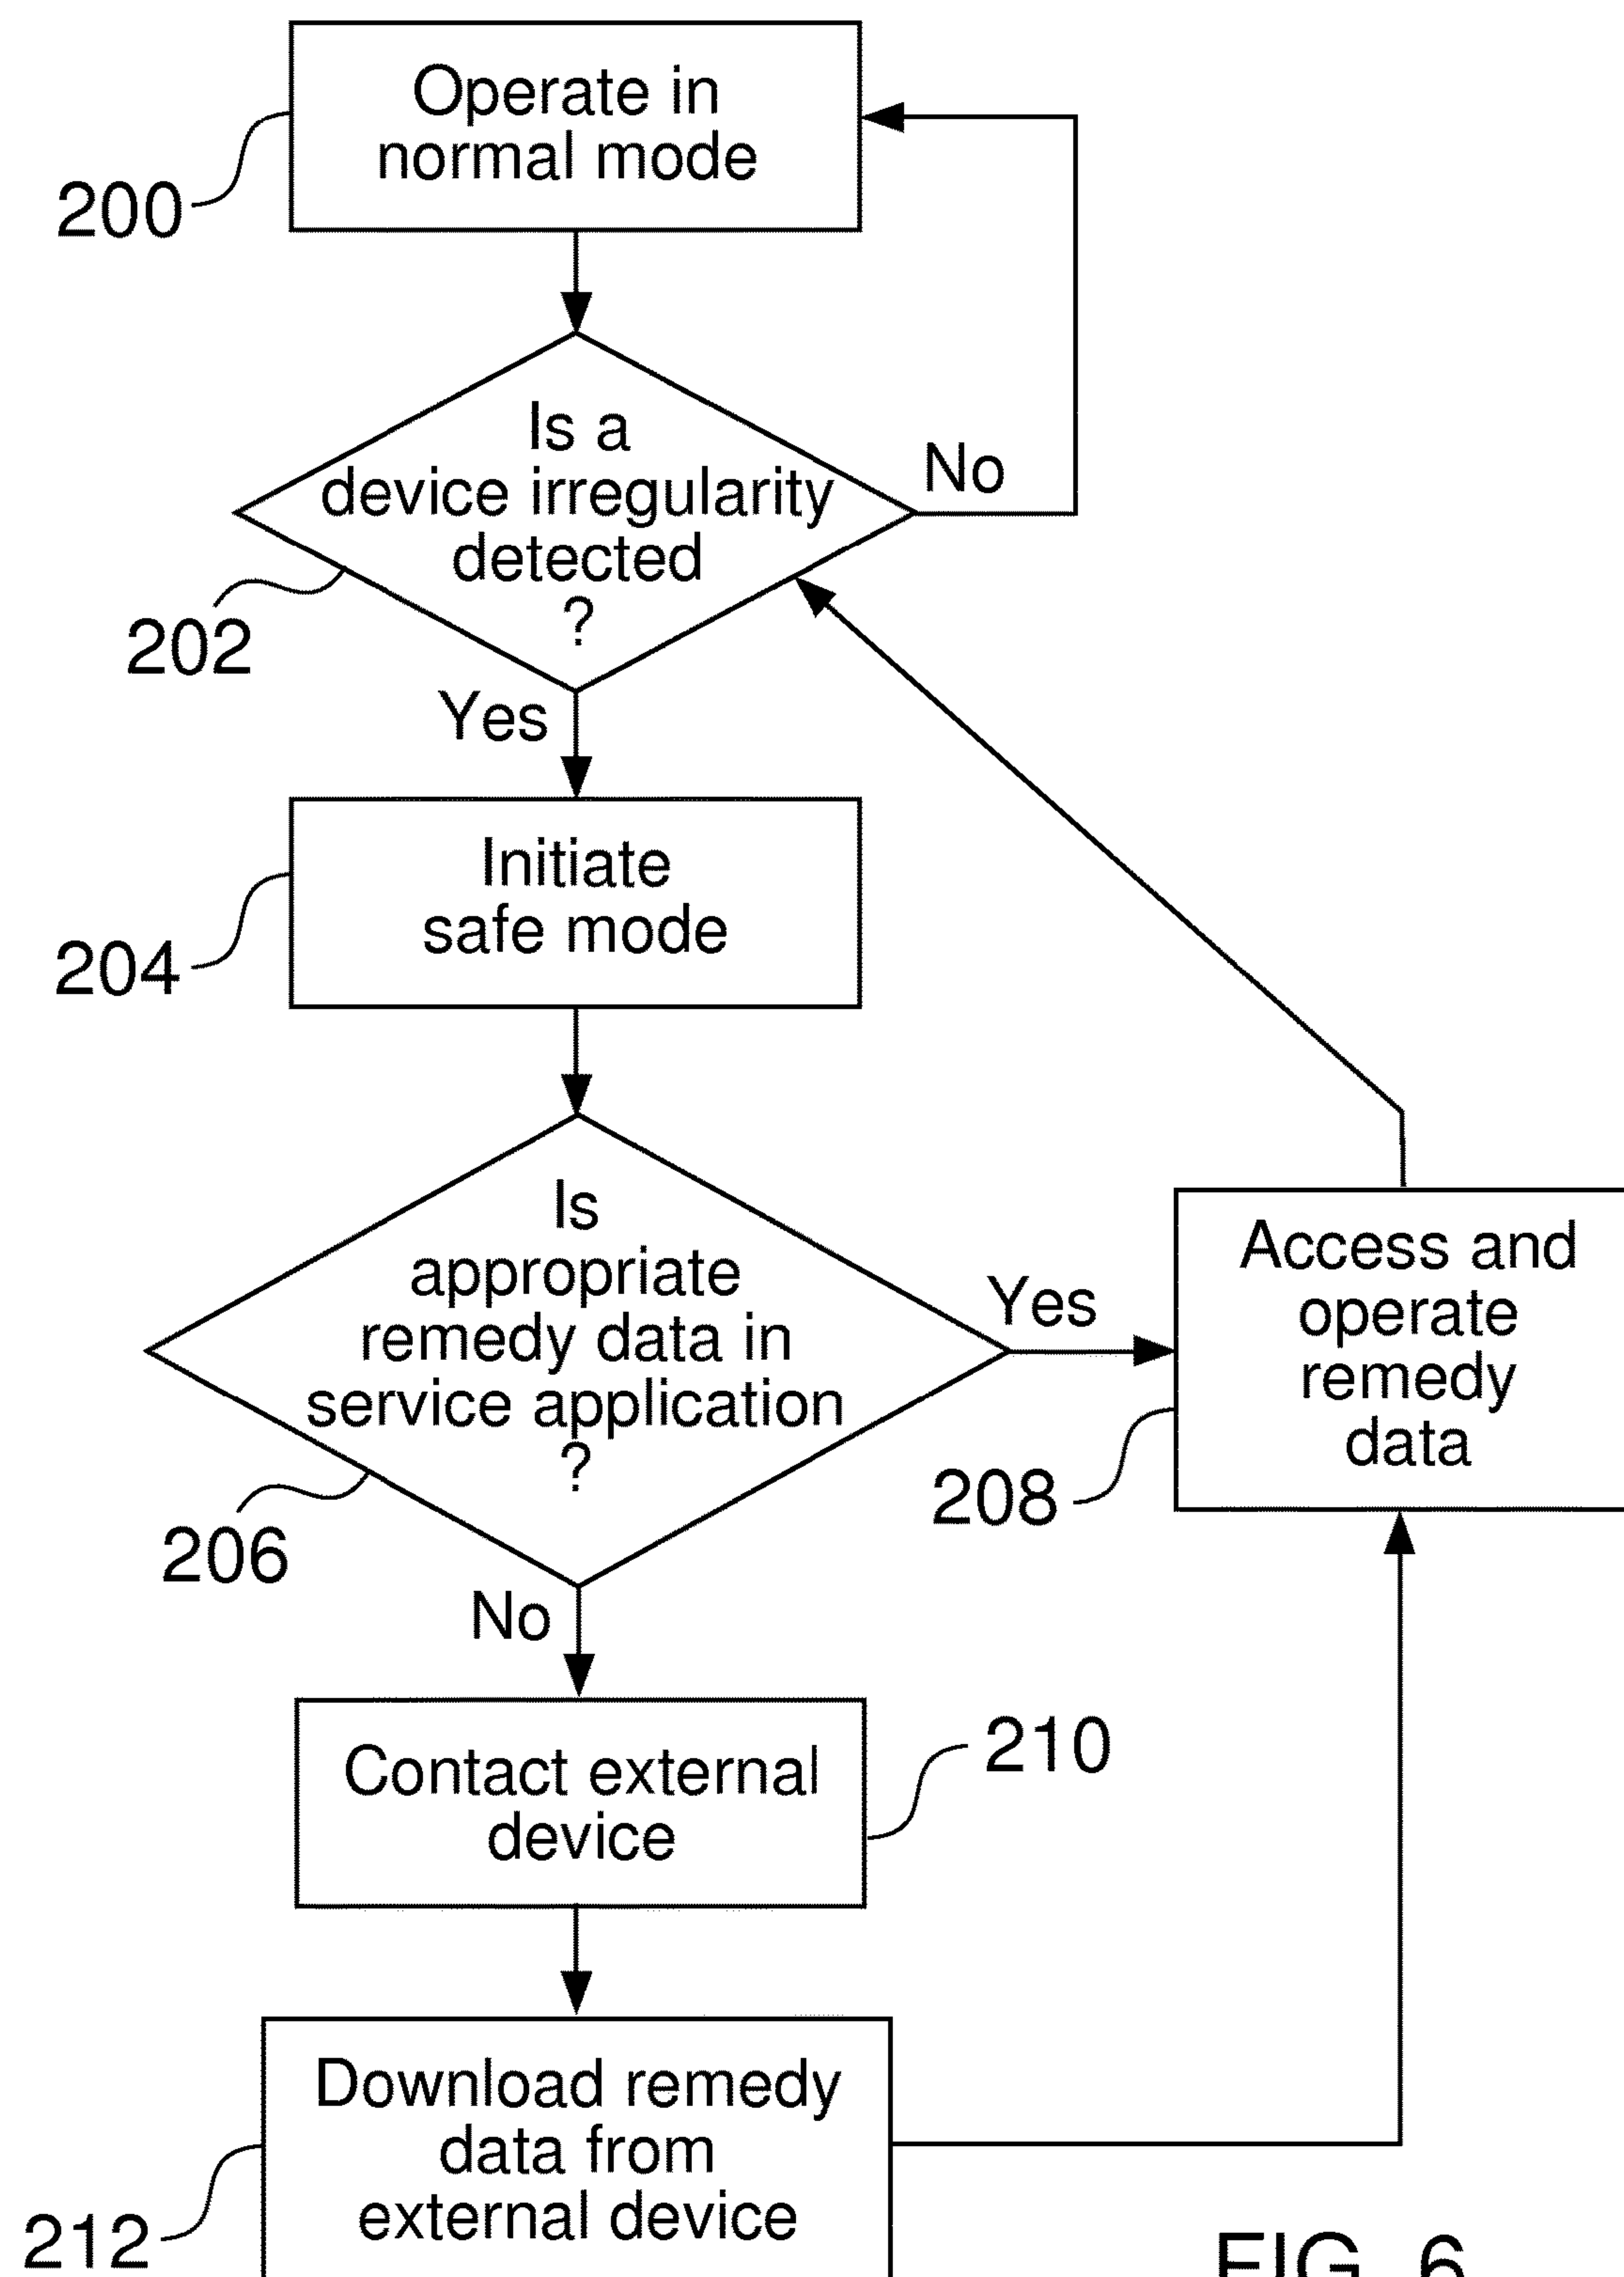 Operate in
normal mode
200
Is a
device irregularity
detected
?
No
202
Yes
Initiate
safe mode
204
Is
appropriate
remedy data in
service application
?
Yes
Access and
operate
remedy
data
208
206
No
Contact external
device
210
Download remedy
data from
external device
212
FIG. 6